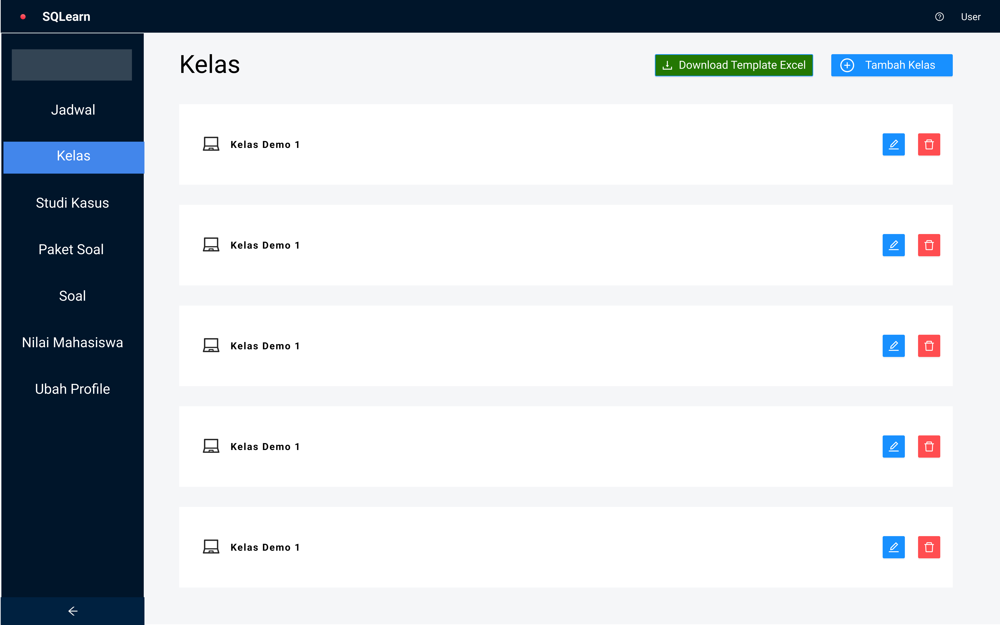 SQLearn
User
Jadwal
Kelas
Studi Kasus
Paket Soal
Soal
Nilai Mahasiswa
Ubah Profile
Kelas
Download Template Excel
Tambah Kelas
Kelas Demo 1
Kelas Demo 1
Kelas Demo 1
Kelas Demo 1
Kelas Demo 1